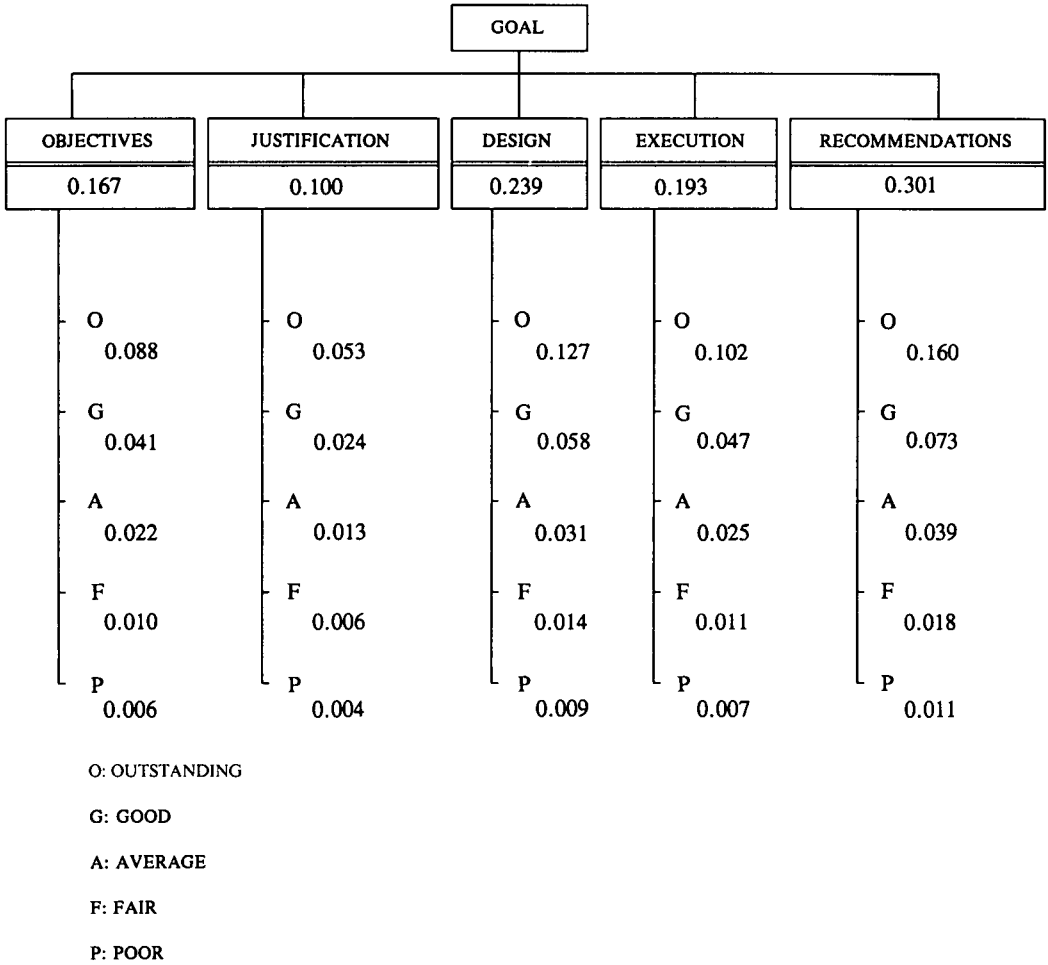 GOAL
OBJECTIVES JUSTIFICATION DESIGN EXECUTION RECOMMENDATIONS
0.167 0.100 0.239 0.193 0.301
O O O O O
0.088 0.053 0.127 0.102 0.160
G G G G G
0.041 0.024 0.058 0.047 0.073
A A A A A
0.022 0.013 0.031 0.025 0.039
F F F F F
0.010 0.006 0.014 0.011 0.018
P P P P P
0.006 0.004 0.009 0.007 0.011
O: OUTSTANDING
G: GOOD
A: AVERAGE
F: FAIR
P: POOR